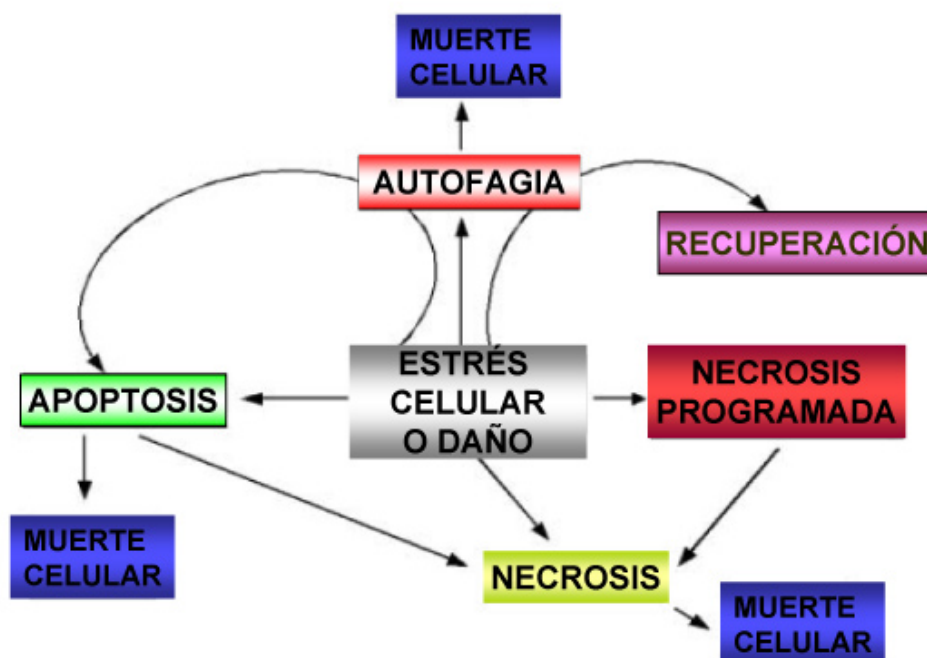 MUERTE
CELULAR
AUTOFAGIA
RECUPERACIÓN
ESTRÉS
CELULAR
O DAÑO
NECROSIS
PROGRAMADA
APOPTOSIS
MUERTE
CELULAR
NECROSIS
MUERTE
CELULAR